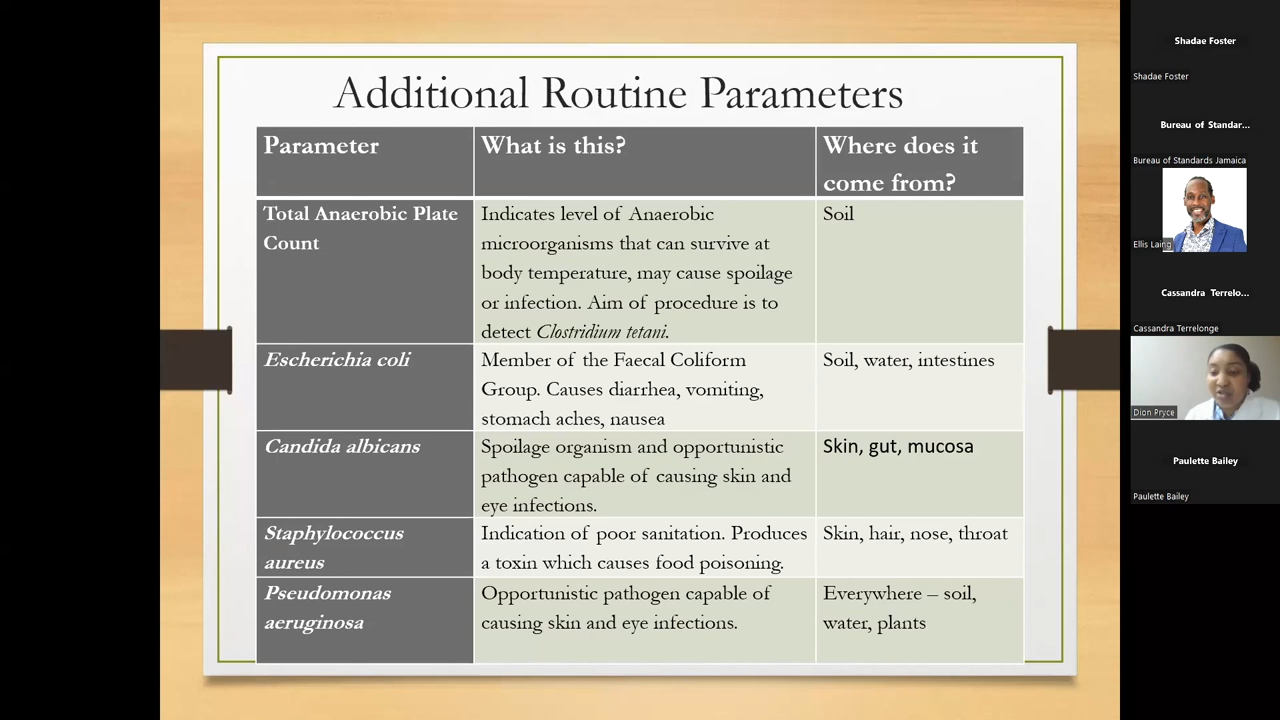 Additional Routine Parameters
Parameter
What is this?
Where does it
come from?
Total Anaerobic Plate
Count
Indicates level of Anaerobic
microorganisms that can survive at
body temperature, may cause spoilage
or infection. Aim of procedure is to
detect Clostridium tetani.
Soil
Escherichia coli
Member of the Faecal Coliform
Group. Causes diarrhea, vomiting,
stomach aches, nausea
Soil, water, intestines
Candida albicans
Spoilage organism and opportunistic
pathogen capable of causing skin and
eye infections.
Skin, gut, mucosa
Staphylococcus
aureus
Indication of poor sanitation. Produces
a toxin which causes food poisoning.
Skin, hair, nose, throat
Pseudomonas
aeruginosa
Opportunistic pathogen capable of
causing skin and eye infections.
Everywhere – soil,
water, plants
Shadae Foster
Shadae Foster
Bureau of Standar...
Bureau of Standards Jamaica
Ellis Laing
Cassandra Terrelo...
Cassandra Terrelonge
Dion Pryce
Paulette Bailey
Paulette Bailey